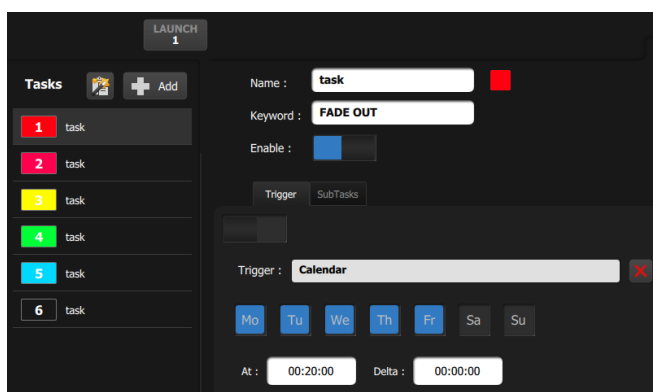 LAUNCH
1
Tasks
Add
1 task
2 task
3 task
4 task
5 task
6 task
Name : task
Keyword : FADE OUT
Enable :
Trigger SubTasks
Trigger : Calendar
Mo Tu We Th Fr Sa Su
At : 00:20:00 Delta : 00:00:00